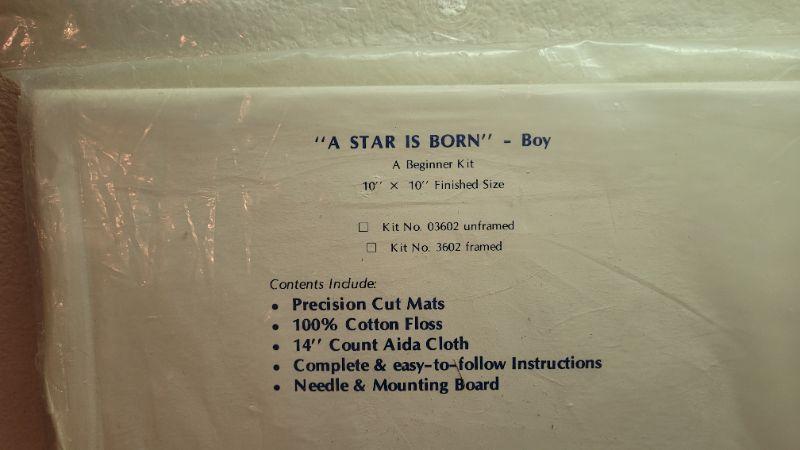 "A STAR IS BORN" - Boy
A Beginner Kit
10" × 10" Finished Size
☐ Kit No. 03602 unframed
☐ Kit No. 3602 framed
Contents Include:
• Precision Cut Mats
• 100% Cotton Floss
• 14" Count Aida Cloth
• Complete & easy-to-follow Instructions
• Needle & Mounting Board